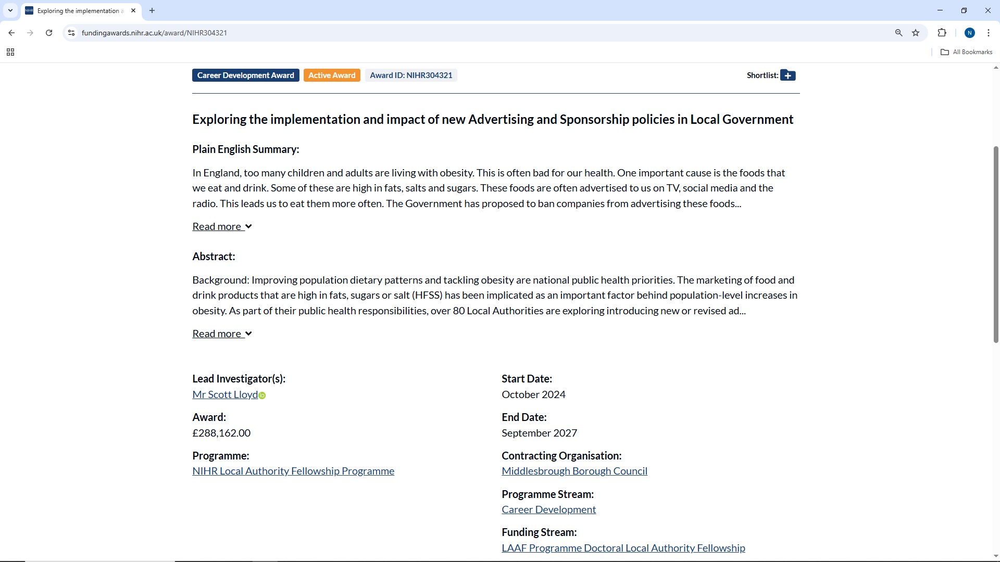 NIHR Exploring the implementation a
fundingawards.nihr.ac.uk/award/NIHR304321
N
All Bookmarks
Career Development Award Active Award Award ID: NIHR304321 Shortlist:
Exploring the implementation and impact of new Advertising and Sponsorship policies in Local Government
Plain English Summary:
In England, too many children and adults are living with obesity. This is often bad for our health. One important cause is the foods that
we eat and drink. Some of these are high in fats, salts and sugars. These foods are often advertised to us on TV, social media and the
radio. This leads us to eat them more often. The Government has proposed to ban companies from advertising these foods...
Read more
Abstract:
Background: Improving population dietary patterns and tackling obesity are national public health priorities. The marketing of food and
drink products that are high in fats, sugars or salt (HFSS) has been implicated as an important factor behind population-level increases in
obesity. As part of their public health responsibilities, over 80 Local Authorities are exploring introducing new or revised ad...
Read more
Lead Investigator(s):
Mr Scott Lloyd iD
Award:
£288,162.00
Programme:
NIHR Local Authority Fellowship Programme
Start Date:
October 2024
End Date:
September 2027
Contracting Organisation:
Middlesbrough Borough Council
Programme Stream:
Career Development
Funding Stream:
LAAF Programme Doctoral Local Authority Fellowship